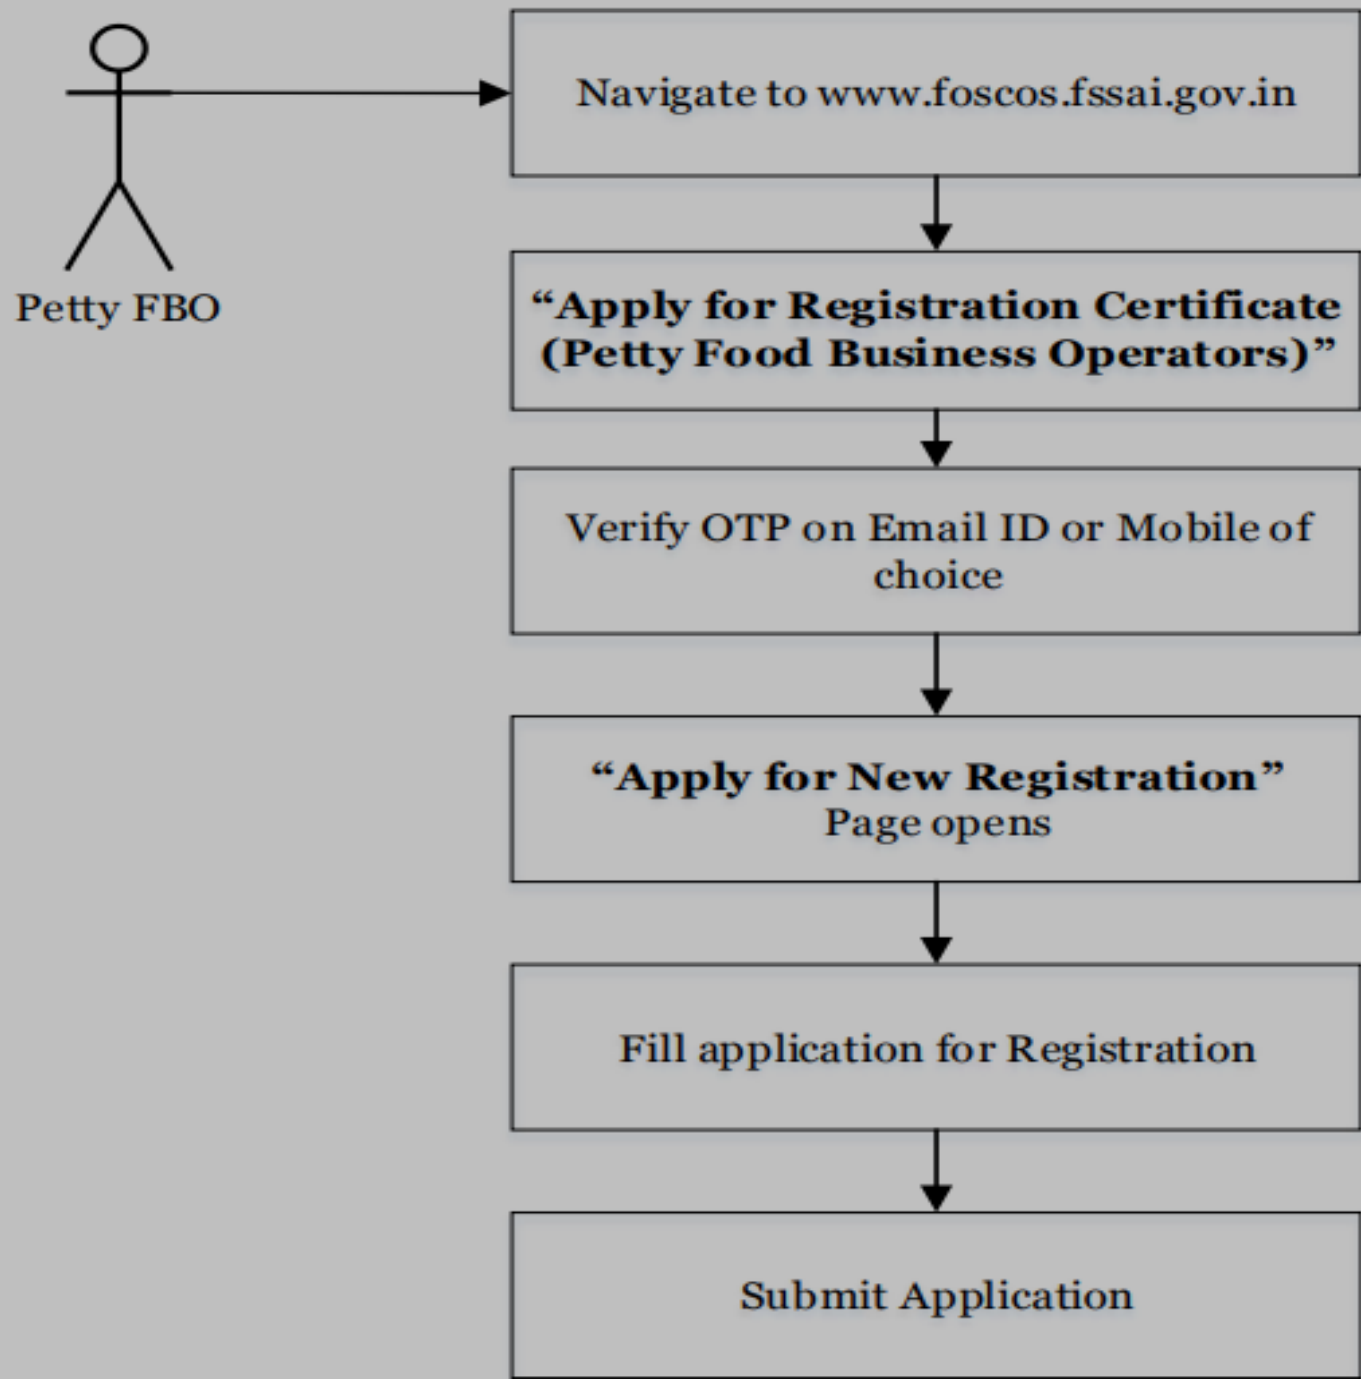 Petty FBO
Navigate to www.foscos.fssai.gov.in
“Apply for Registration Certificate
(Petty Food Business Operators)”
Verify OTP on Email ID or Mobile of
choice
“Apply for New Registration”
Page opens
Fill application for Registration
Submit Application